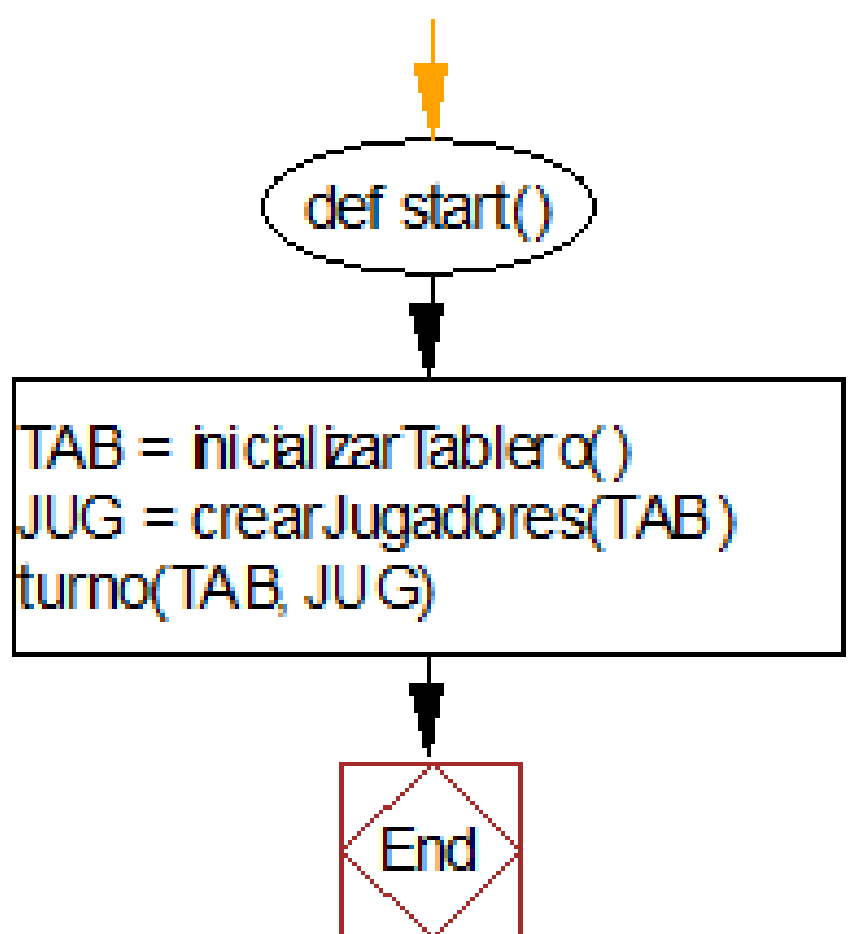 def start()
TAB = inicializarTablero()
JUG = crearJugadores(TAB)
turno(TAB, JUG)
End